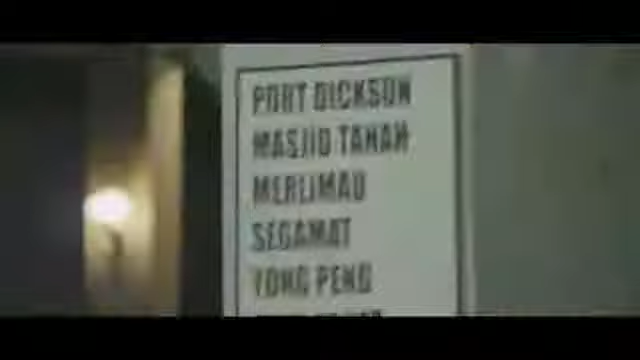 PORT DICKSON
MASJID TANAH
MERLIMAU
SEGAMAT
YONG PENG